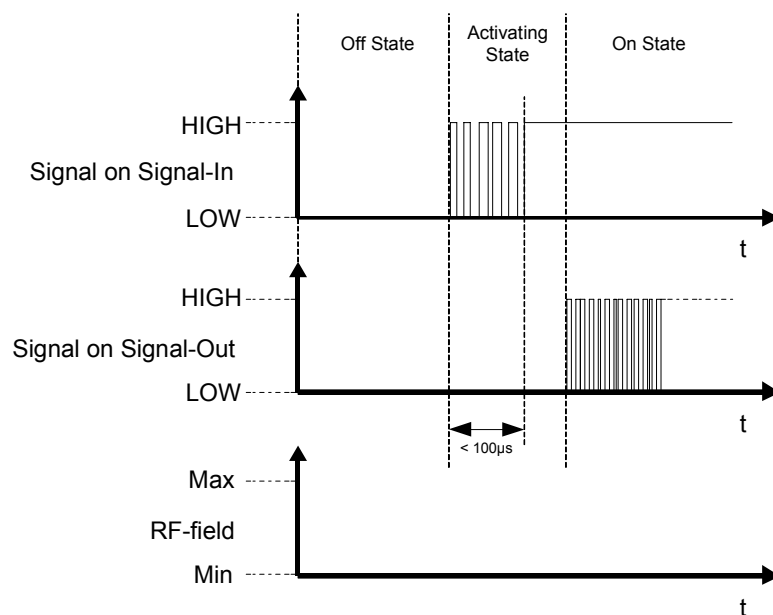 Off State
Activating
State
On State
HIGH
Signal on Signal-In
LOW
t
HIGH
Signal on Signal-Out
LOW
t
< 100µs
Max
RF-field
Min
t